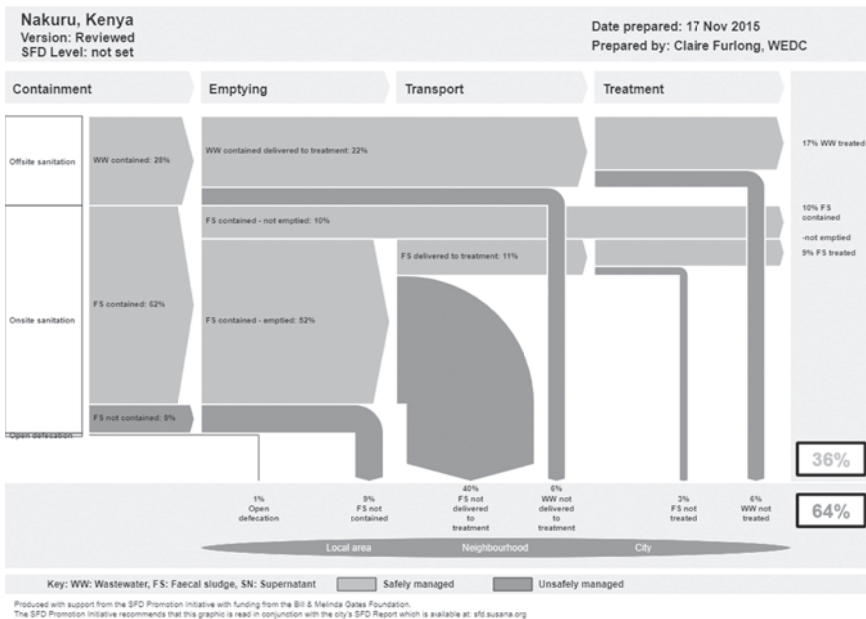 Nakuru, Kenya
Version: Reviewed
SFD Level: not set
Date prepared: 17 Nov 2015
Prepared by: Claire Furlong, WEDC
Containment
Emptying
Transport
Treatment
Offsite sanitation
WW contained: 28%
WW contained delivered to treatment: 22%
17% WW treated
FS contained - not emptied: 10%
10% FS
contained
-not emptied
9% FS treated
FS delivered to treatment: 11%
Onsite sanitation
FS contained: 62%
FS contained - emptied: 52%
FS not contained: 9%
Open defecation
36%
64%
1%
Open
defecation
9%
FS not
contained
40%
FS not
delivered
to
treatment
6%
WW not
delivered to
treatment
3%
FS not
treated
6%
WW not
treated
Local area
Neighbourhood
City
Key: WW: Wastewater, FS: Faecal sludge, SN: Supernatant
Safely managed
Unsafely managed
Produced with support from the SFD Promotion Initiative with funding from the Bill & Melinda Gates Foundation.
The SFD Promotion Initiative recommends that this graphic is read in conjunction with the city's SFD Report which is available at: sfd.susana.org